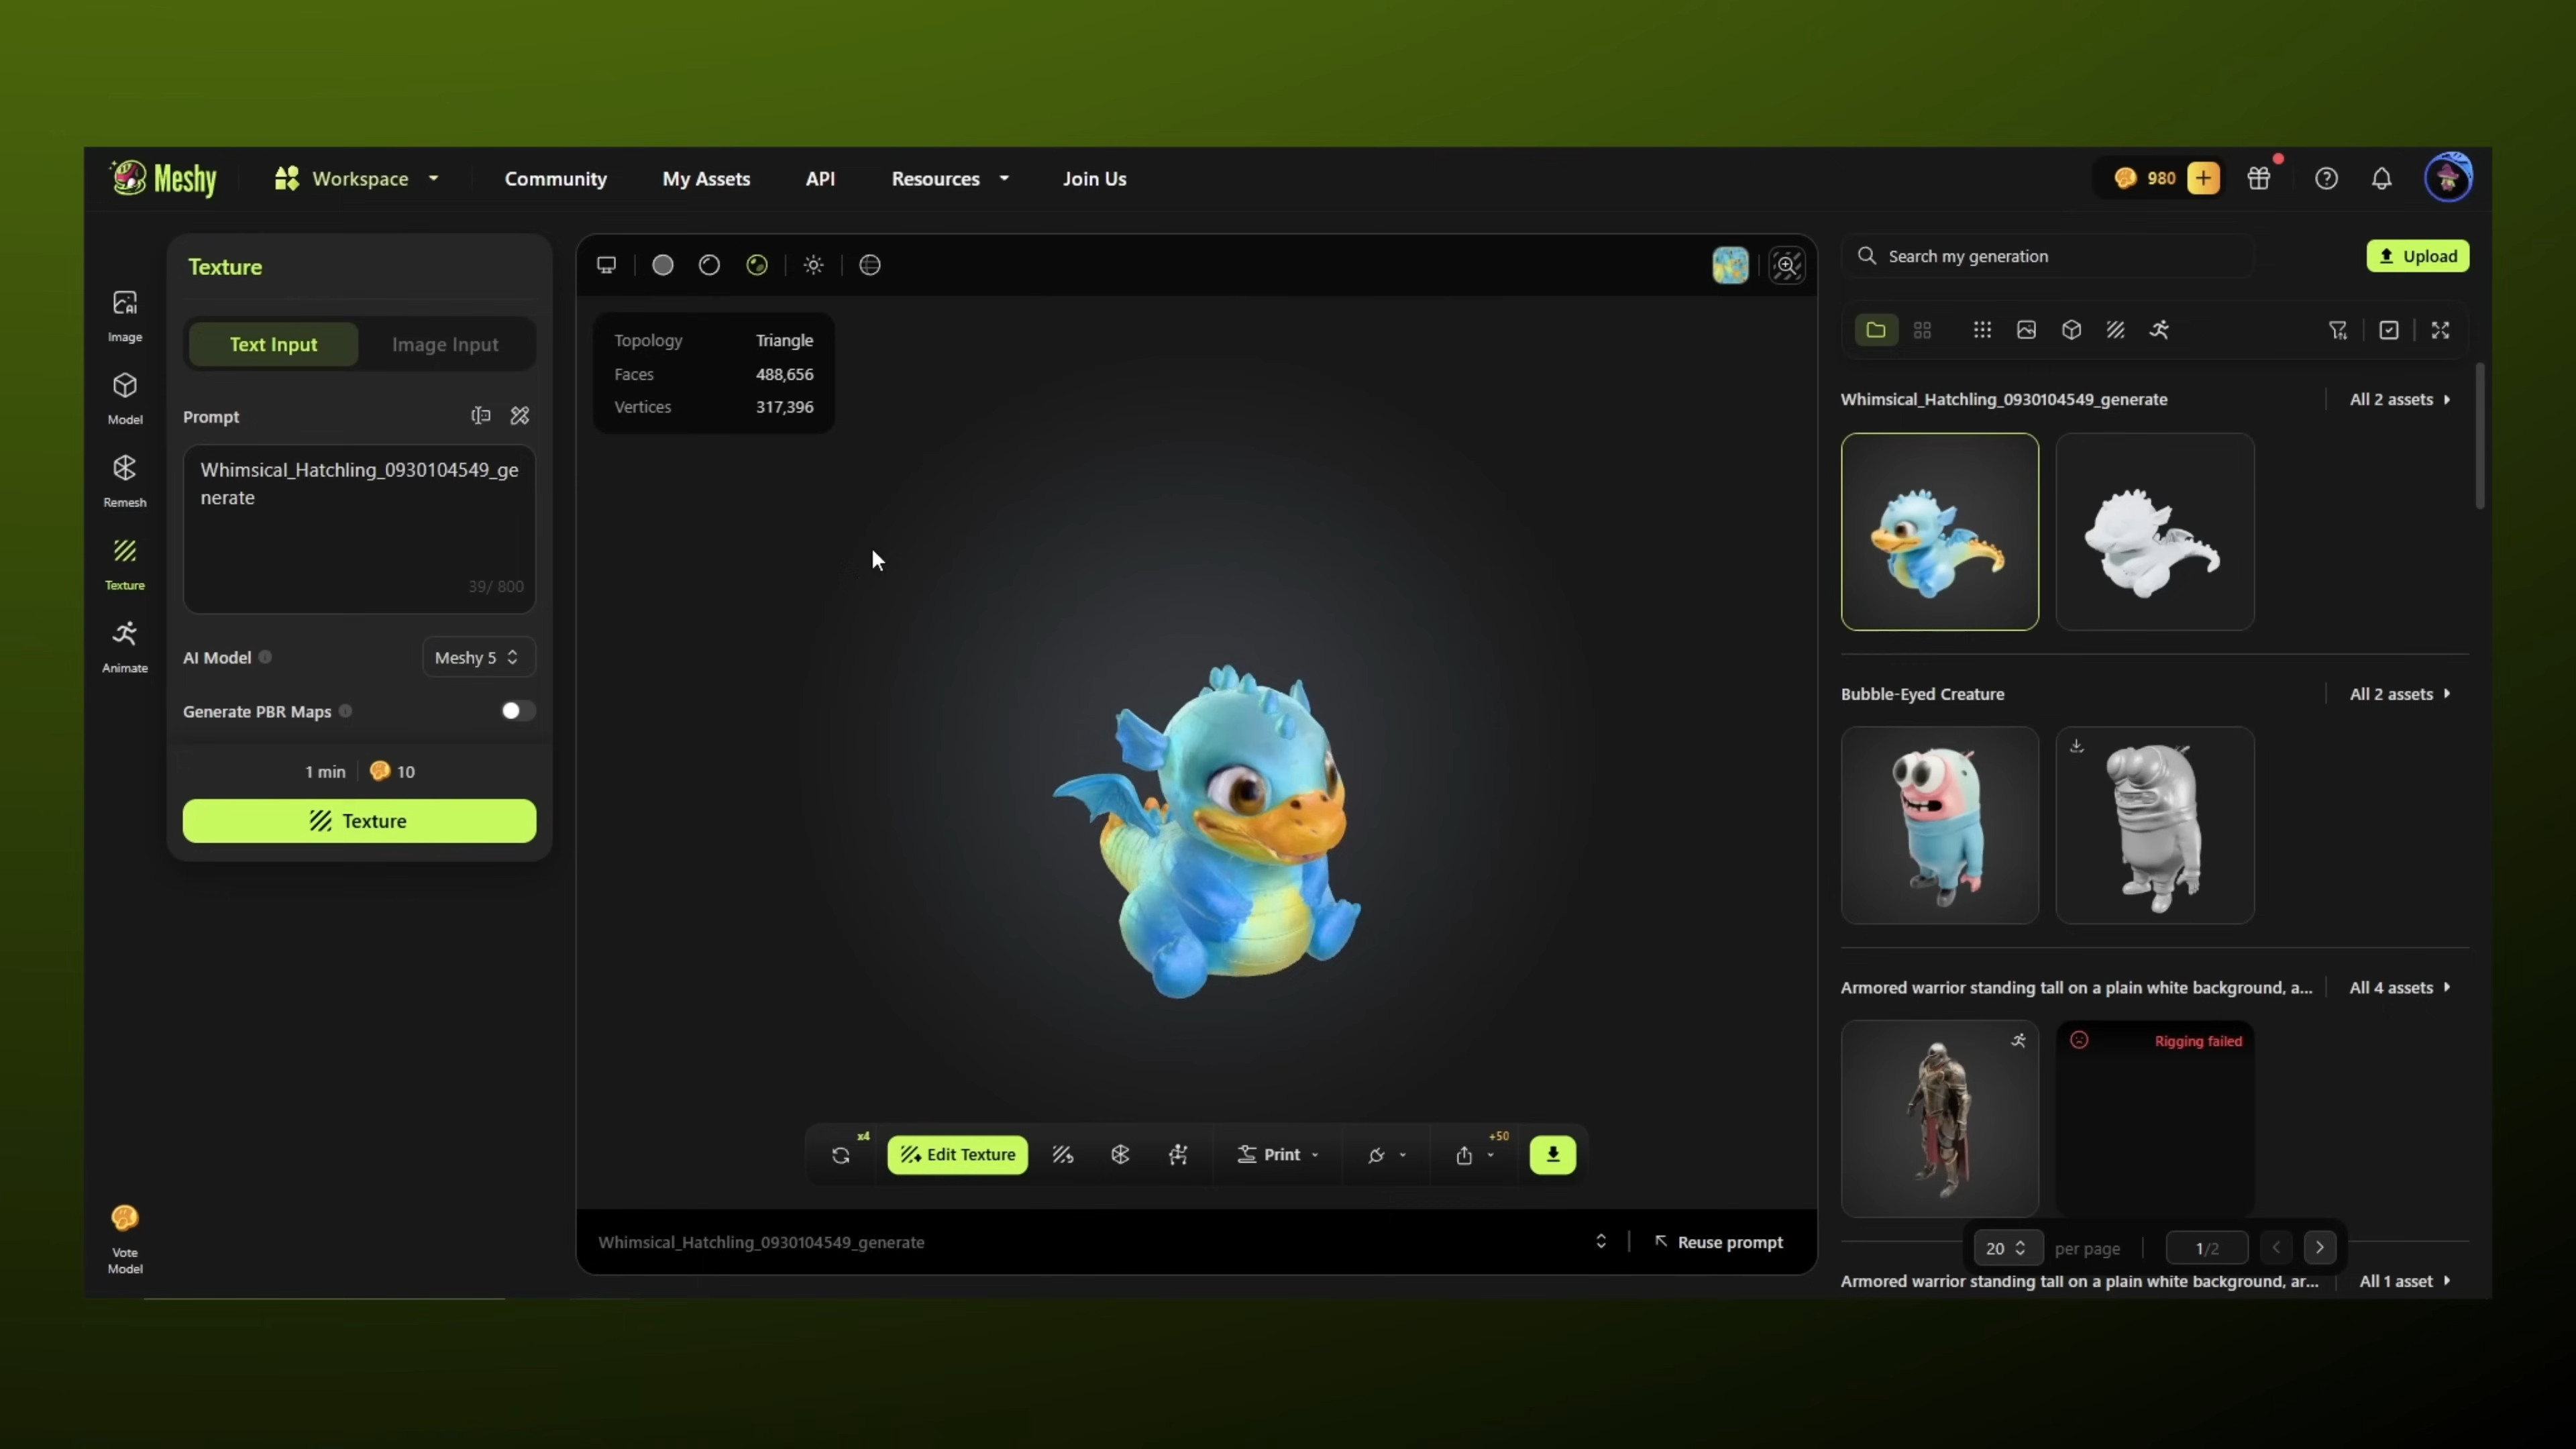 Meshy
Workspace
Community
My Assets
API
Resources
Join Us
980
Texture
Text Input
Image Input
Prompt
Whimsical_Hatchling_0930104549_ge
nerate
39/ 800
AI Model
Meshy 5
Generate PBR Maps
1 min
10
Texture
AI
Image
Model
Remesh
Texture
Animate
Vote
Model
Topology Triangle
Faces 488,656
Vertices 317,396
x4
Edit Texture
Print
+50
Whimsical_Hatchling_0930104549_generate
Reuse prompt
Search my generation
Upload
Whimsical_Hatchling_0930104549_generate
All 2 assets
Bubble-Eyed Creature
All 2 assets
Armored warrior standing tall on a plain white background, a...
All 4 assets
Rigging failed
20 per page
1/2
Armored warrior standing tall on a plain white background, ar...
All 1 asset